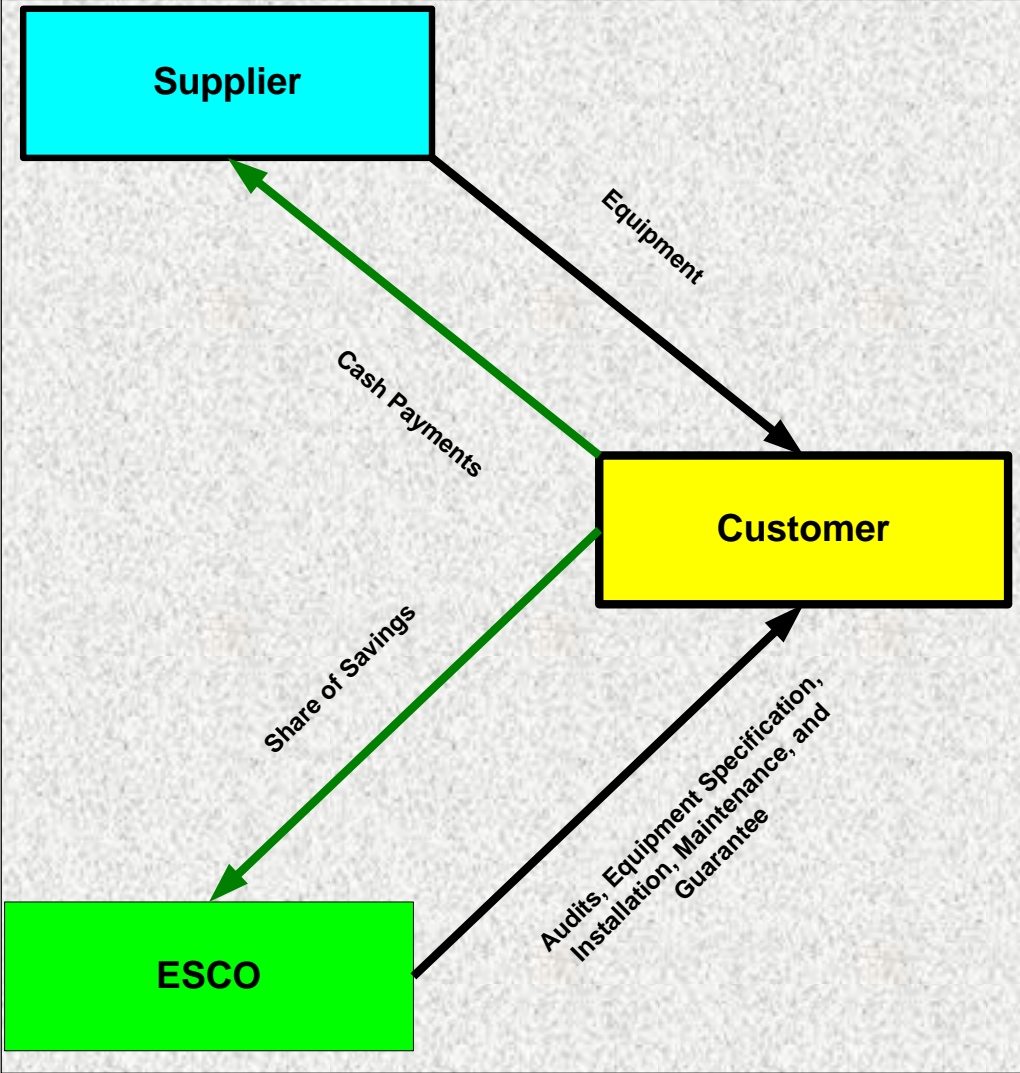 Supplier
Equipment
Cash Payments
Customer
Share of Savings
Audits, Equipment Specification,
Installation, Maintenance, and
Guarantee
ESCO